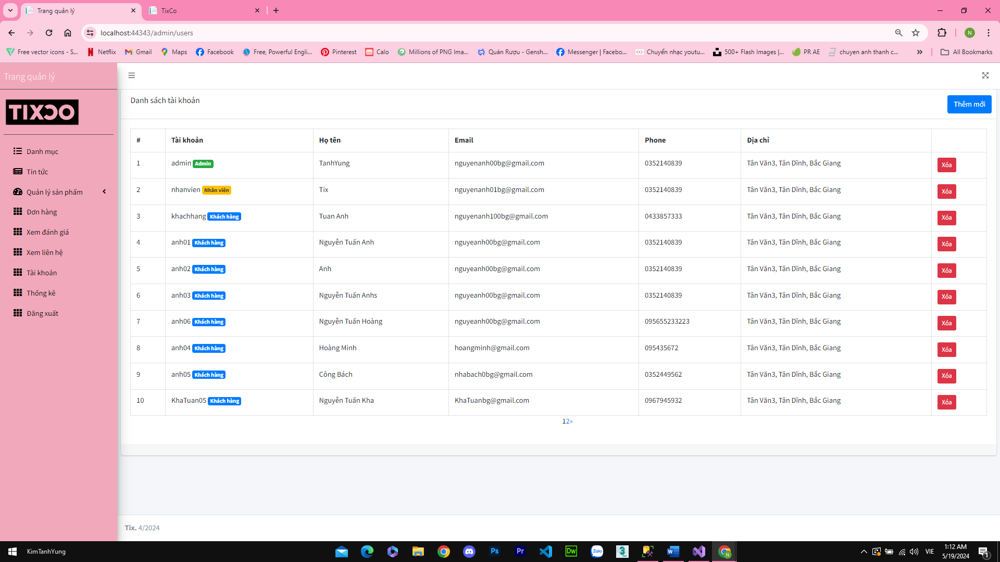 Trang quản lý
TixCo
localhost:44343/admin/users
N
Free vector icons - S...
Netflix
Gmail
Maps
Facebook
Free, Powerful Engli...
Pinterest
Calo
Millions of PNG Ima...
Quán Rượu - Gensh...
Messenger | Facebo...
Chuyển nhạc youtu...
500+ Flash Images |...
PR AE
chuyen anh thanh c...
All Bookmarks
Trang quản lý
TIXCO
Danh mục
Tin tức
Quản lý sản phẩm
Đơn hàng
Xem đánh giá
Xem liên hệ
Tài khoản
Thống kê
Đăng xuất
Danh sách tài khoản
Thêm mới
# Tài khoản Họ tên Email Phone Địa chỉ
1 admin Admin TanhYung nguyenanh00bg@gmail.com 0352140839 Tân Văn3, Tân Dĩnh, Bắc Giang Xóa
2 nhanvien Nhân viên Tix nguyenanh01bg@gmail.com 0352140839 Tân Văn3, Tân Dĩnh, Bắc Giang Xóa
3 khachhang Khách hàng Tuan Anh nguyenanh100bg@gmail.com 0433857333 Tân Văn3, Tân Dĩnh, Bắc Giang Xóa
4 anh01 Khách hàng Nguyễn Tuấn Anh nguyeanh00bg@gmail.com 0352140839 Tân Văn3, Tân Dĩnh, Bắc Giang Xóa
5 anh02 Khách hàng Anh nguyeanh00bg@gmail.com 0352140839 Tân Văn3, Tân Dĩnh, Bắc Giang Xóa
6 anh03 Khách hàng Nguyễn Tuấn Anhs nguyeanh00bg@gmail.com 0352140839 Tân Văn3, Tân Dĩnh, Bắc Giang Xóa
7 anh06 Khách hàng Nguyễn Tuấn Hoàng nguyeanh00bg@gmail.com 095655233223 Tân Văn3, Tân Dĩnh, Bắc Giang Xóa
8 anh04 Khách hàng Hoàng Minh hoangminh@gmail.com 095435672 Tân Văn3, Tân Dĩnh, Bắc Giang Xóa
9 anh05 Khách hàng Công Bách nhabach0bg@gmail.com 0352449562 Tân Văn3, Tân Dĩnh, Bắc Giang Xóa
10 KhaTuan05 Khách hàng Nguyễn Tuấn Kha KhaTuanbg@gmail.com 0967945932 Tân Văn3, Tân Dĩnh, Bắc Giang Xóa
12»
Tix. 4/2024
KimTanhYung
Ps
Pr
Dw
Zalo
3
W
N
VIE
1:12 AM
5/19/2024
1